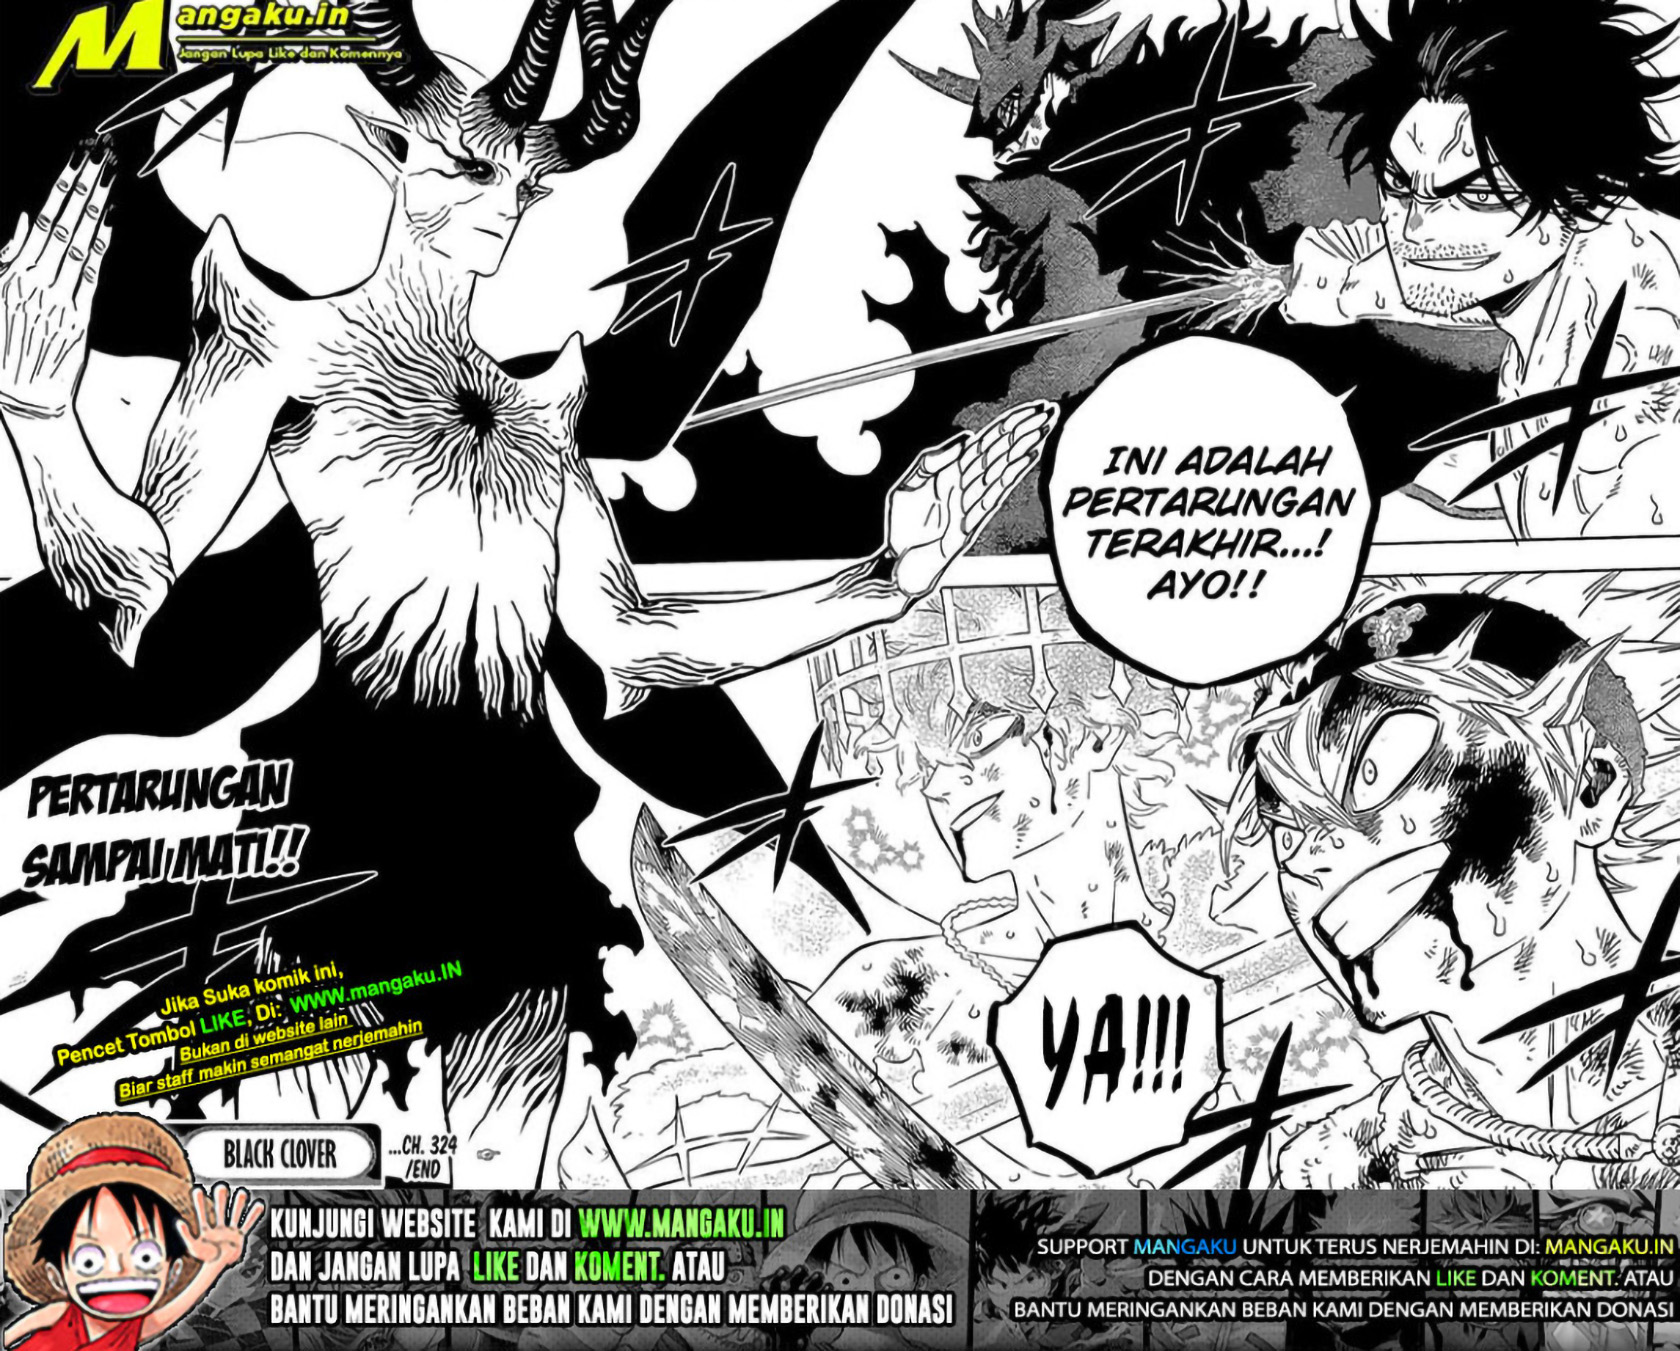 Mangaku.in
Jangan Lupa Like dan Komennya
INI ADALAH
PERTARUNGAN
TERAKHIR...!
AYO!!
PERTARUNGAN
SAMPAI MATI!!
YA!!!
Jika Suka komik ini,
Pencet Tombol LIKE, Di: WWW.mangaku.IN
Bukan di website lain
Biar staff makin semangat nerjemahin
BLACK CLOVER
...CH. 324
/END
KUNJUNGI WEBSITE KAMI DI WWW.MANGAKU.IN
DAN JANGAN LUPA LIKE DAN KOMENT. ATAU
BANTU MERINGANKAN BEBAN KAMI DENGAN MEMBERIKAN DONASI
SUPPORT MANGAKU UNTUK TERUS NERJEMAHIN DI: MANGAKU.IN
DENGAN CARA MEMBERIKAN LIKE DAN KOMENT. ATAU
BANTU MERINGANKAN BEBAN KAMI DENGAN MEMBERIKAN DONASI